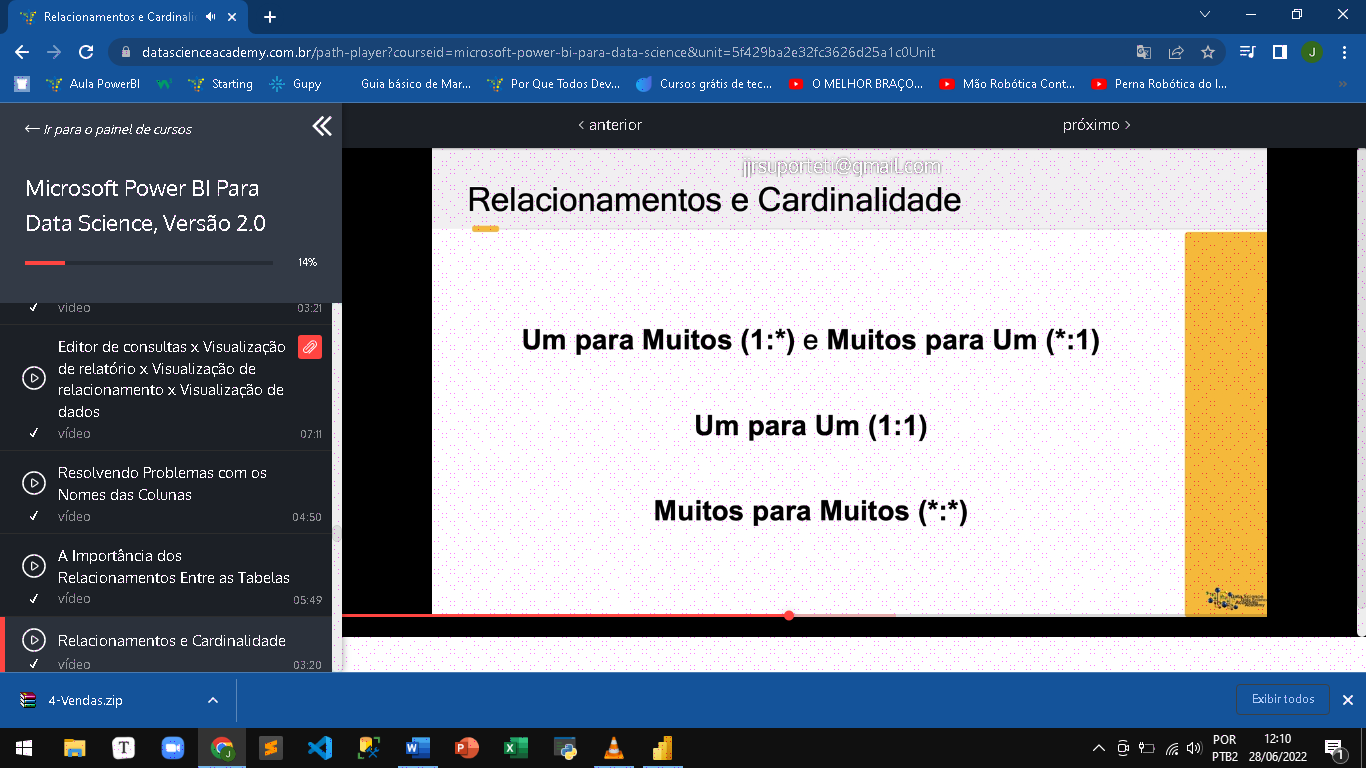 Relacionamentos e Cardinali
datascienceacademy.com.br/path-player?courseid=microsoft-power-bi-para-data-science&unit=5f429ba2e32fc3626d25a1c0Unit
J
Aula PowerBI
Starting
Gupy
Guia básico de Mar...
Por Que Todos Dev...
Cursos grátis de tec...
O MELHOR BRAÇO...
Mão Robótica Cont...
Perna Robótica do I...
»
← Ir para o painel de cursos
< anterior
próximo >
Microsoft Power BI Para
Data Science, Versão 2.0
14%
vídeo
03:21
Editor de consultas x Visualização
de relatório x Visualização de
relacionamento x Visualização de
dados
vídeo
07:11
Resolvendo Problemas com os
Nomes das Colunas
vídeo
04:50
A Importância dos
Relacionamentos Entre as Tabelas
vídeo
05:49
Relacionamentos e Cardinalidade
vídeo
03:20
jjrsuporteti@gmail.com
Relacionamentos e Cardinalidade
Um para Muitos (1:*) e Muitos para Um (*:1)
Um para Um (1:1)
Muitos para Muitos (*:*)
Data Science
Academy
4-Vendas.zip
Exibir todos
POR
PTB2
12:10
28/06/2022
1